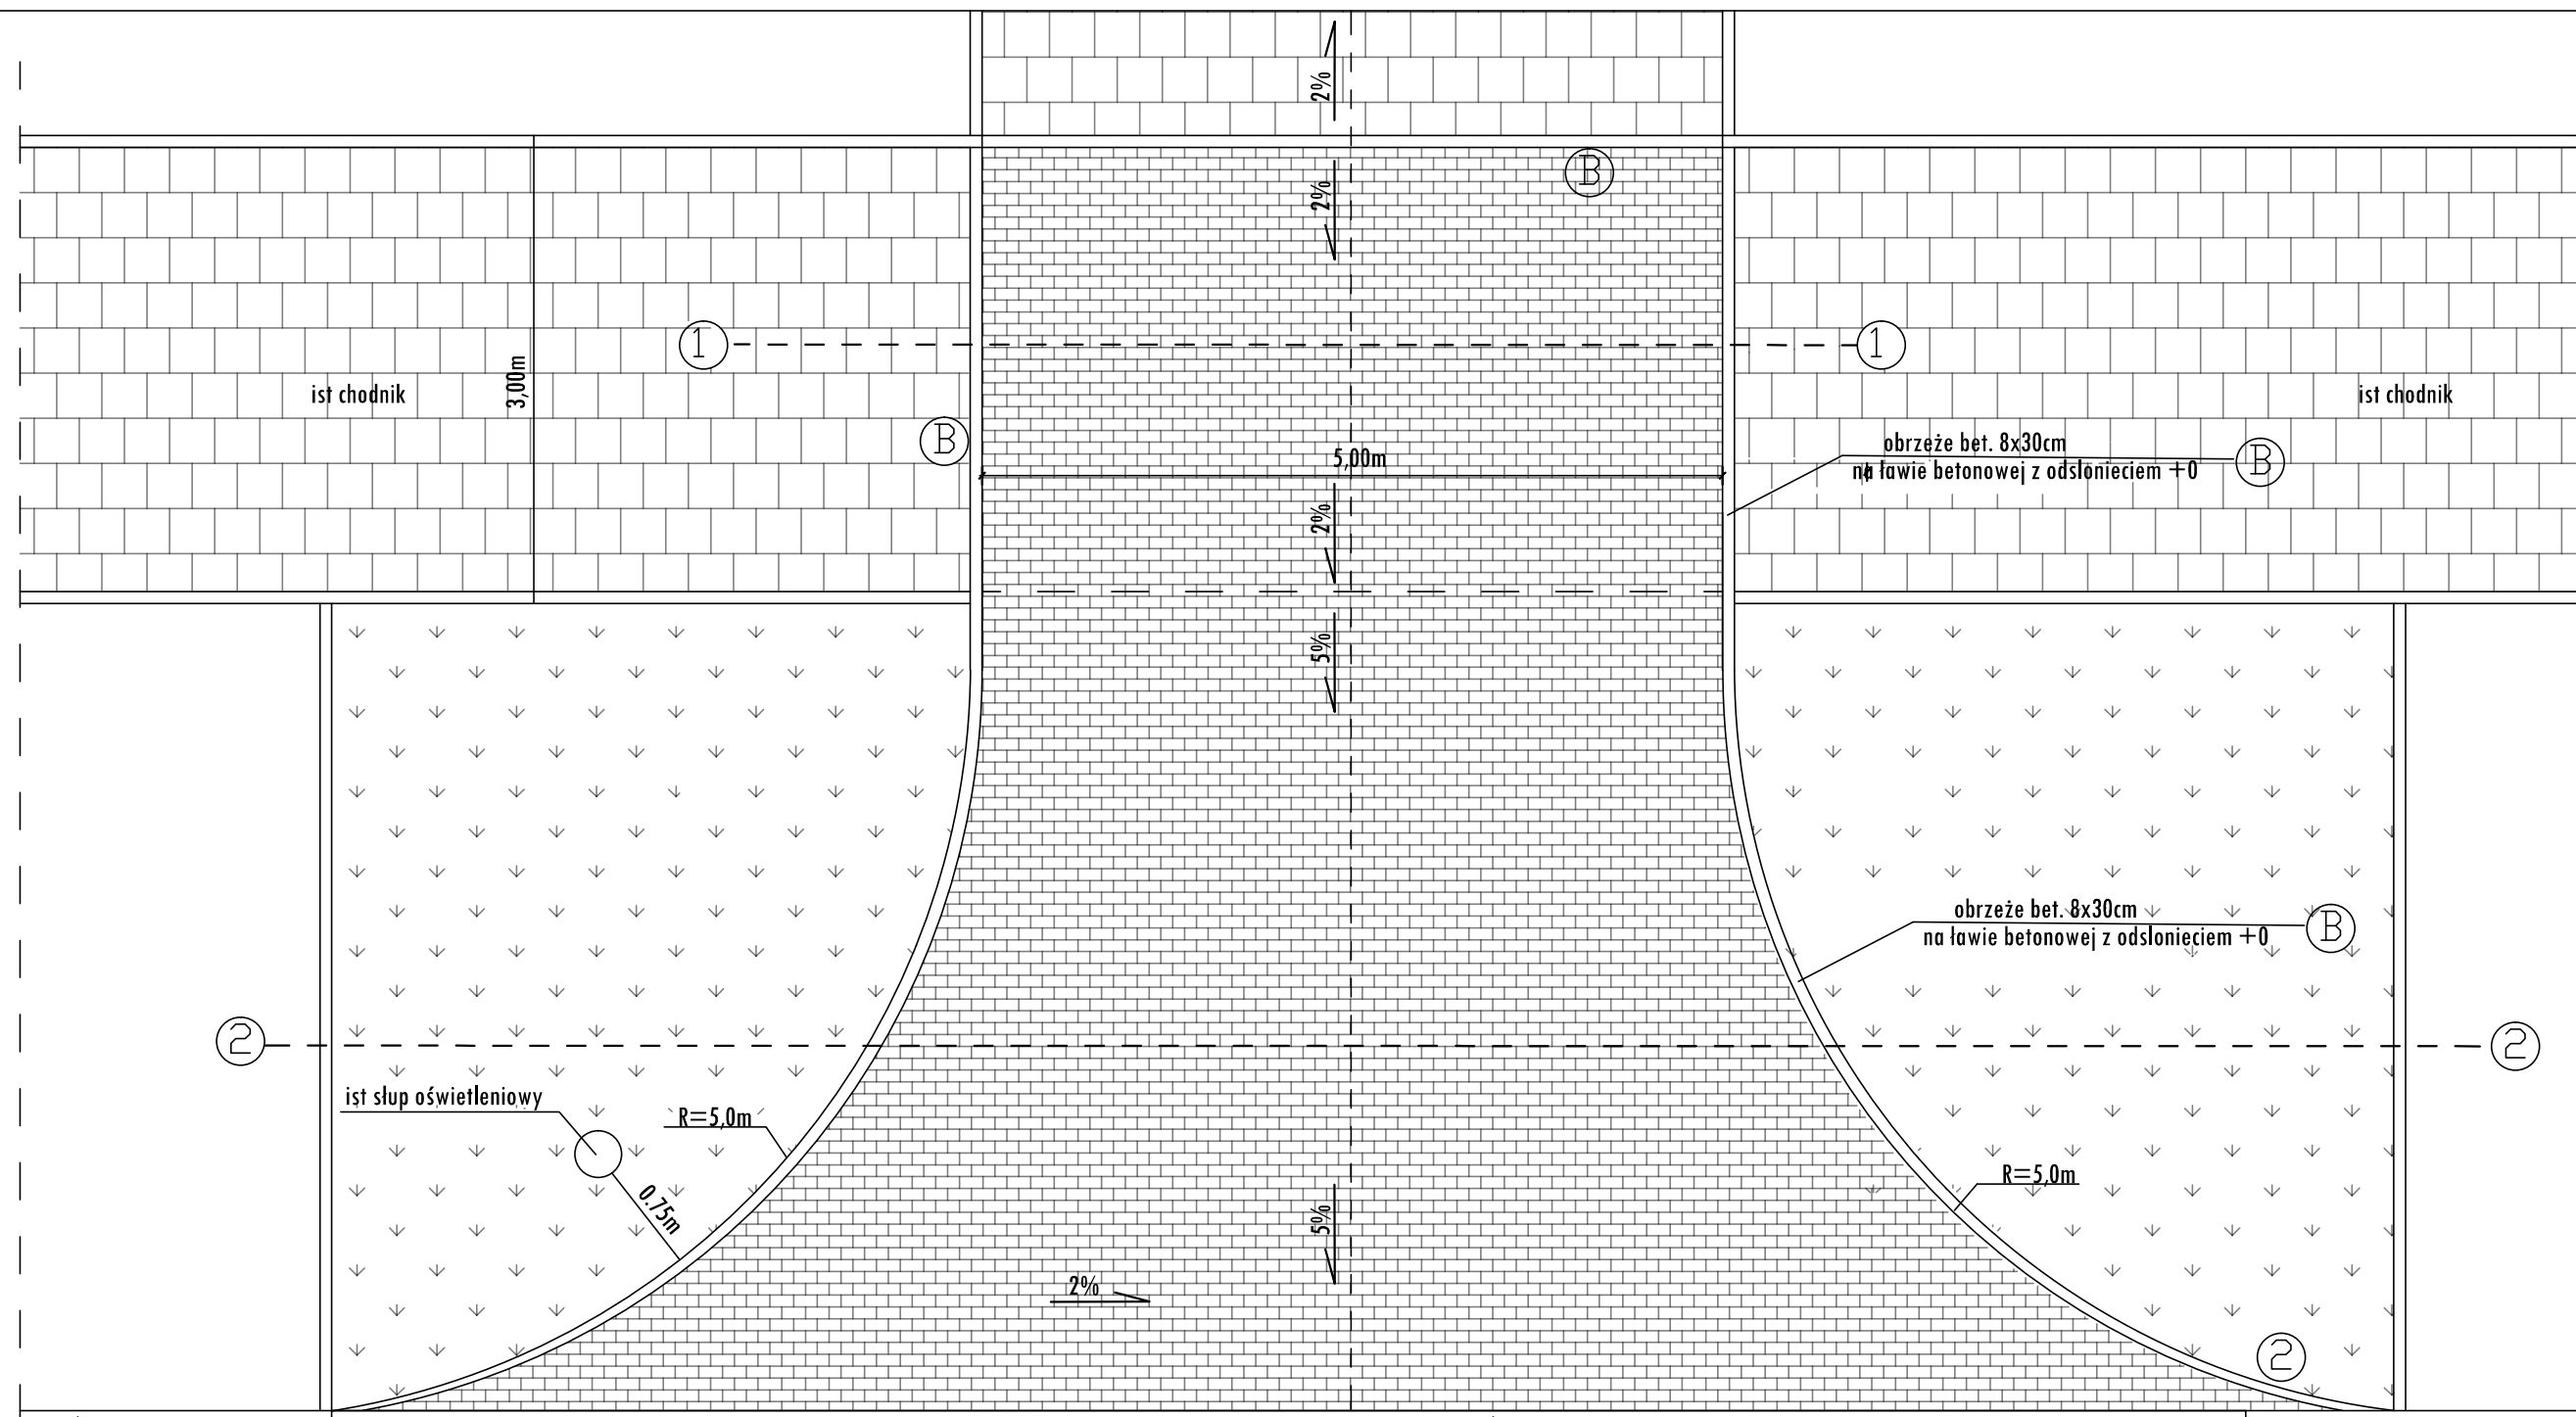 2%
2%
B
1
1
3,00m
ist chodnik
ist chodnik
B
5,00m
obrzeże bet. 8x30cm
na ławie betonowej z odslonieciem +0
B
2%
5%
obrzeże bet. 8x30cm
na ławie betonowej z odslonieciem +0
B
2
2
ist słup oświetleniowy
R=5,0m
R=5,0m
0.75m
5%
2%
2